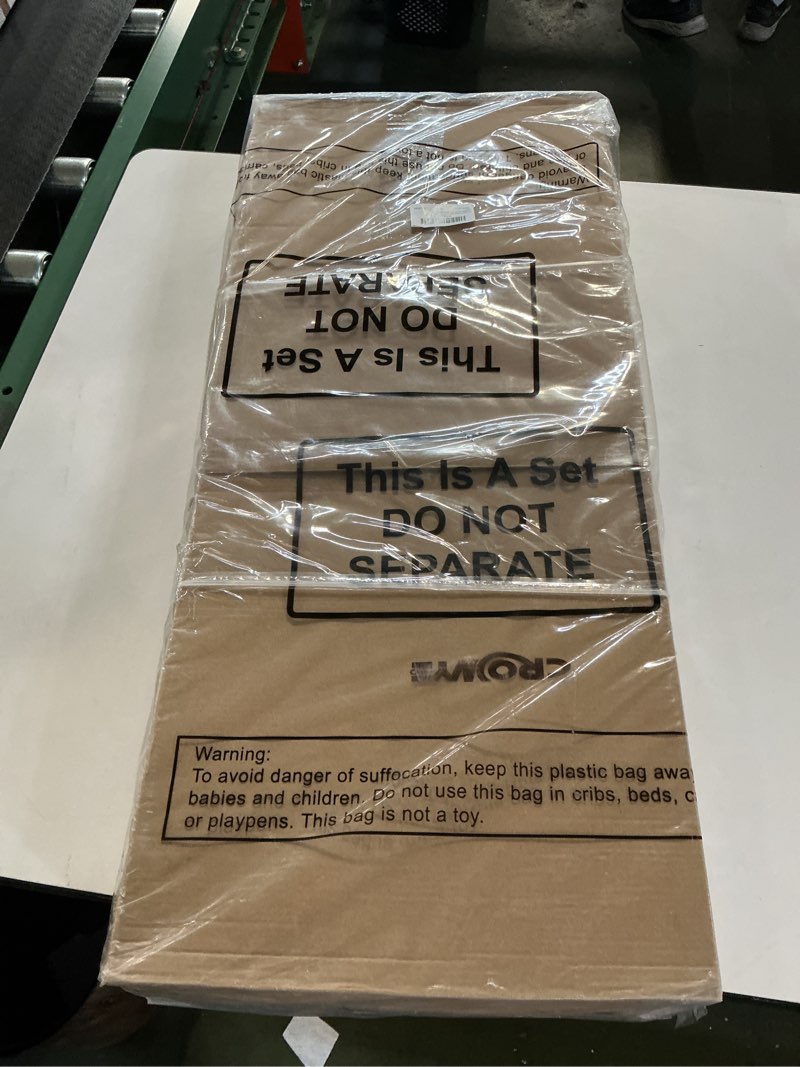 This Is A Set
DO NOT
SEPARATE
This Is A Set
DO NOT
SEPARATE
CROWY
Warning:
To avoid danger of suffocation, keep this plastic bag awa
babies and children. Do not use this bag in cribs, beds, c
or playpens. This bag is not a toy.